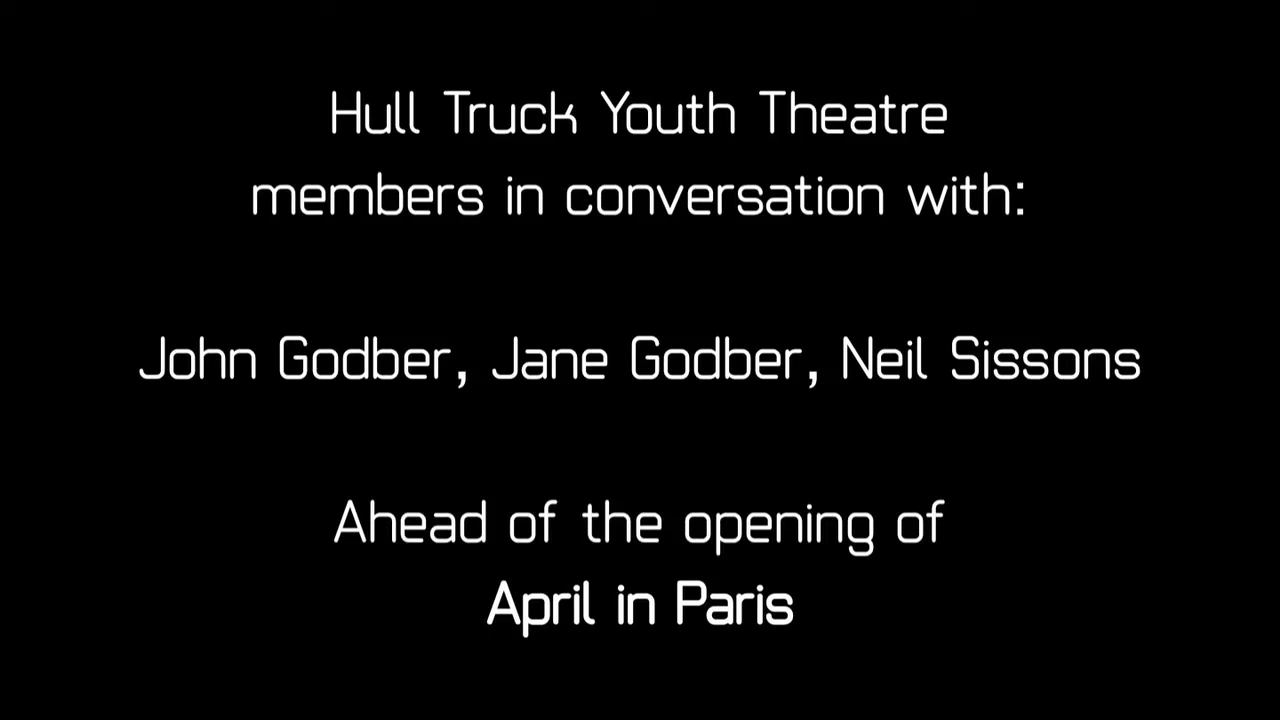 Hull Truck Youth Theatre
members in conversation with:
John Godber, Jane Godber, Neil Sissons
Ahead of the opening of
April in Paris